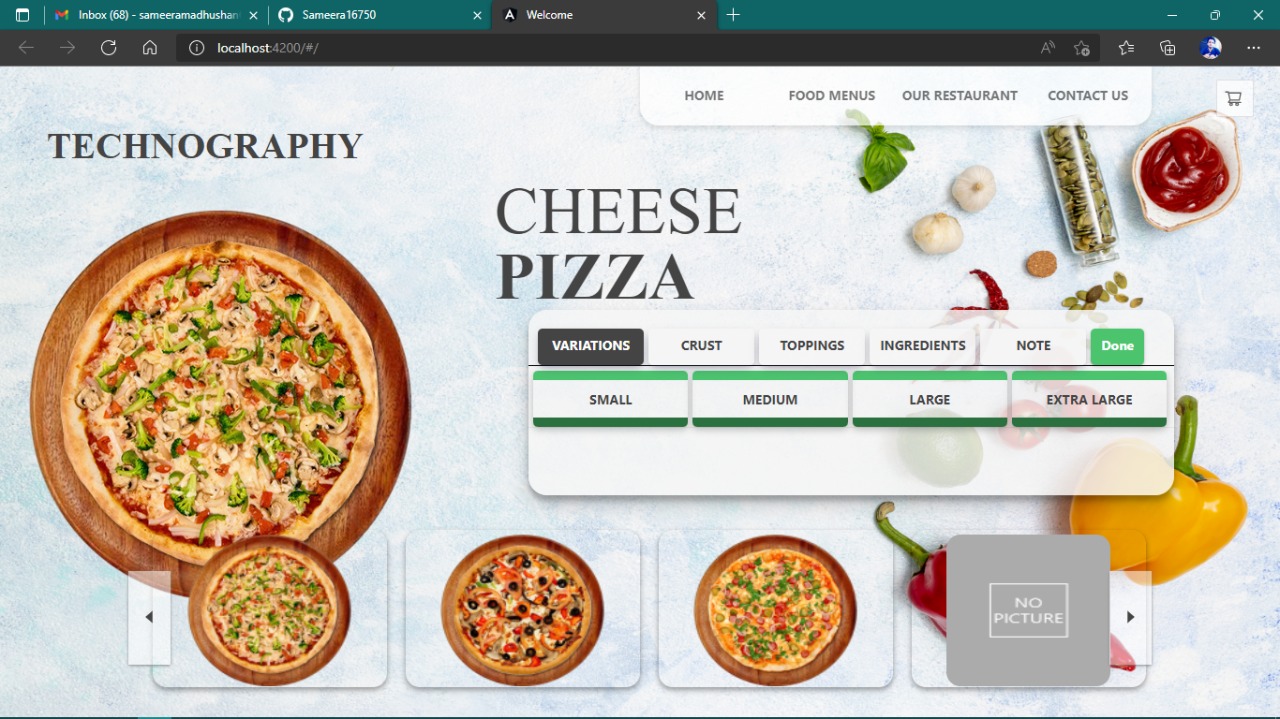 Inbox (68) - sameeramadhushan
Sameera16750
Welcome
localhost:4200/#/
HOME
FOOD MENUS
OUR RESTAURANT
CONTACT US
TECHNOGRAPHY
CHEESE
PIZZA
VARIATIONS
CRUST
TOPPINGS
INGREDIENTS
NOTE
Done
SMALL
MEDIUM
LARGE
EXTRA LARGE
NO
PICTURE